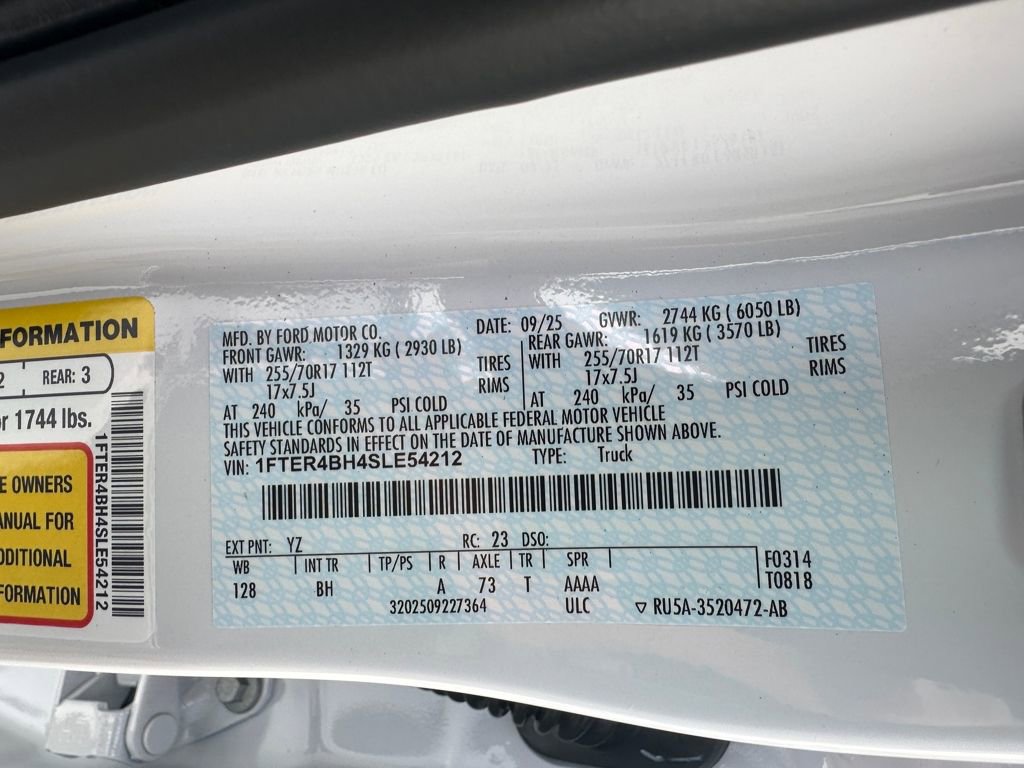 FORMATION
2 REAR: 3
r 1744 lbs.
E OWNERS
ANUAL FOR
DDITIONAL
FORMATION
1FTER4BH4SLE54212
MFD. BY FORD MOTOR CO. DATE: 09/25 GVWR: 2744 KG ( 6050 LB)
FRONT GAWR: 1329 KG ( 2930 LB) REAR GAWR: 1619 KG ( 3570 LB)
WITH 255/70R17 112T TIRES WITH 255/70R17 112T TIRES
17x7.5J RIMS 17x7.5J RIMS
AT 240 kPa/ 35 PSI COLD AT 240 kPa/ 35 PSI COLD
THIS VEHICLE CONFORMS TO ALL APPLICABLE FEDERAL MOTOR VEHICLE
SAFETY STANDARDS IN EFFECT ON THE DATE OF MANUFACTURE SHOWN ABOVE.
VIN: 1FTER4BH4SLE54212 TYPE: Truck
EXT PNT: YZ RC: 23 DSO:
WB INT TR TP/PS R AXLE TR SPR F0314
128 BH A 73 T AAAA T0818
3202509227364 ULC ▽ RU5A-3520472-AB